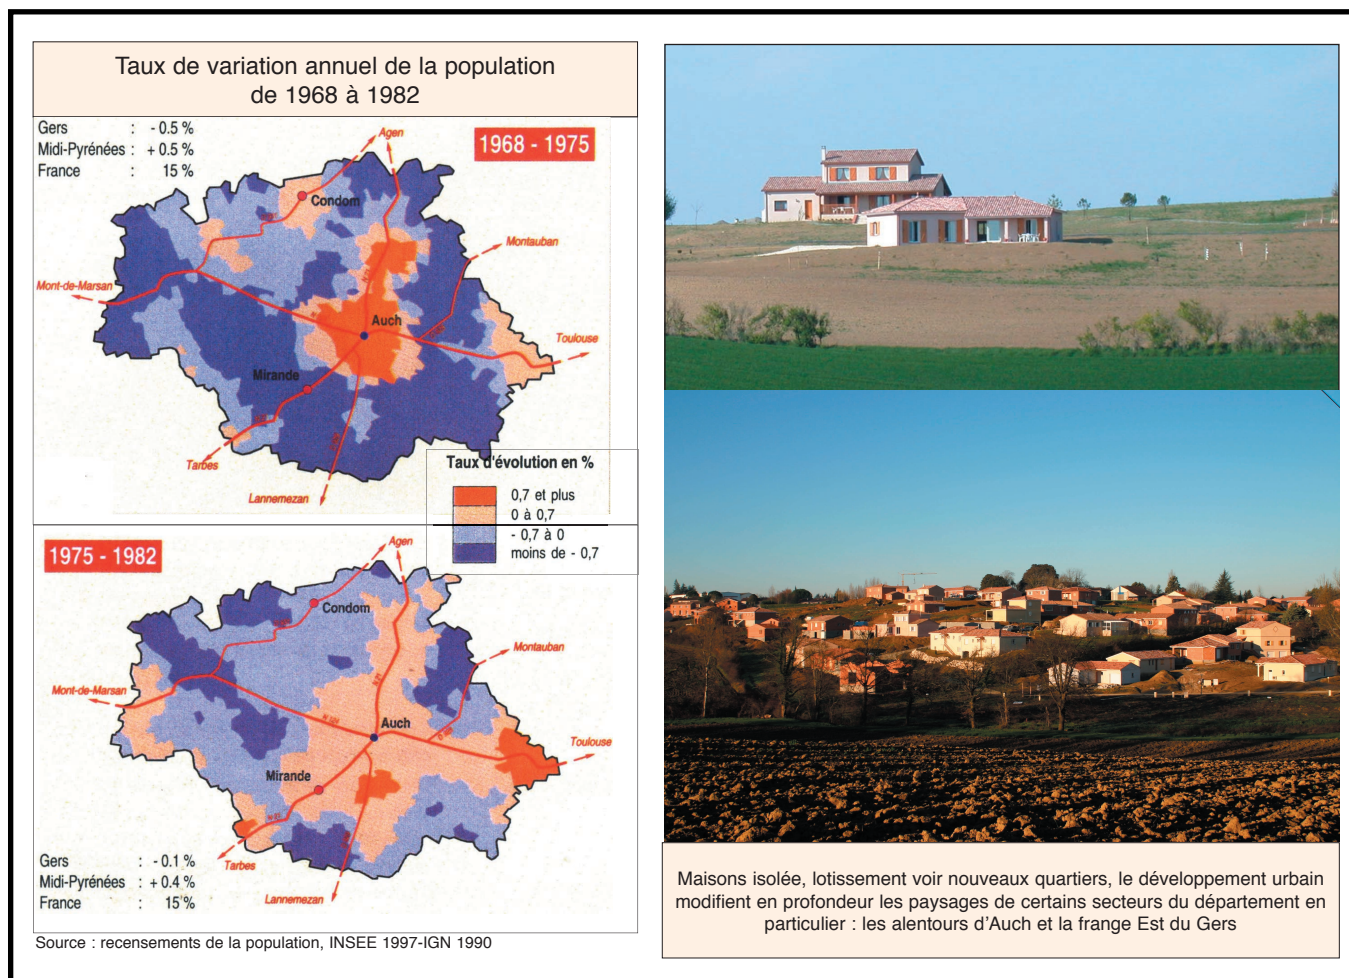 Taux de variation annuel de la population
de 1968 à 1982
Gers : - 0.5 %
Midi-Pyrénées : + 0.5 %
France : 15 %
1968 - 1975
Agen
Condom
Montauban
Mont-de-Marsan
Auch
Toulouse
Mirande
Tarbes
Lannemezan
Taux d'évolution en %
0,7 et plus
0 à 0,7
- 0,7 à 0
moins de - 0,7
1975 - 1982
Agen
Condom
Montauban
Mont-de-Marsan
N 21
N 124
Auch
Toulouse
Mirande
N 21
Tarbes
Lannemezan
Gers : - 0.1 %
Midi-Pyrénées : + 0.4 %
France : 15 %
Source : recensements de la population, INSEE 1997-IGN 1990
Maisons isolée, lotissement voir nouveaux quartiers, le développement urbain
modifient en profondeur les paysages de certains secteurs du département en
particulier : les alentours d'Auch et la frange Est du Gers